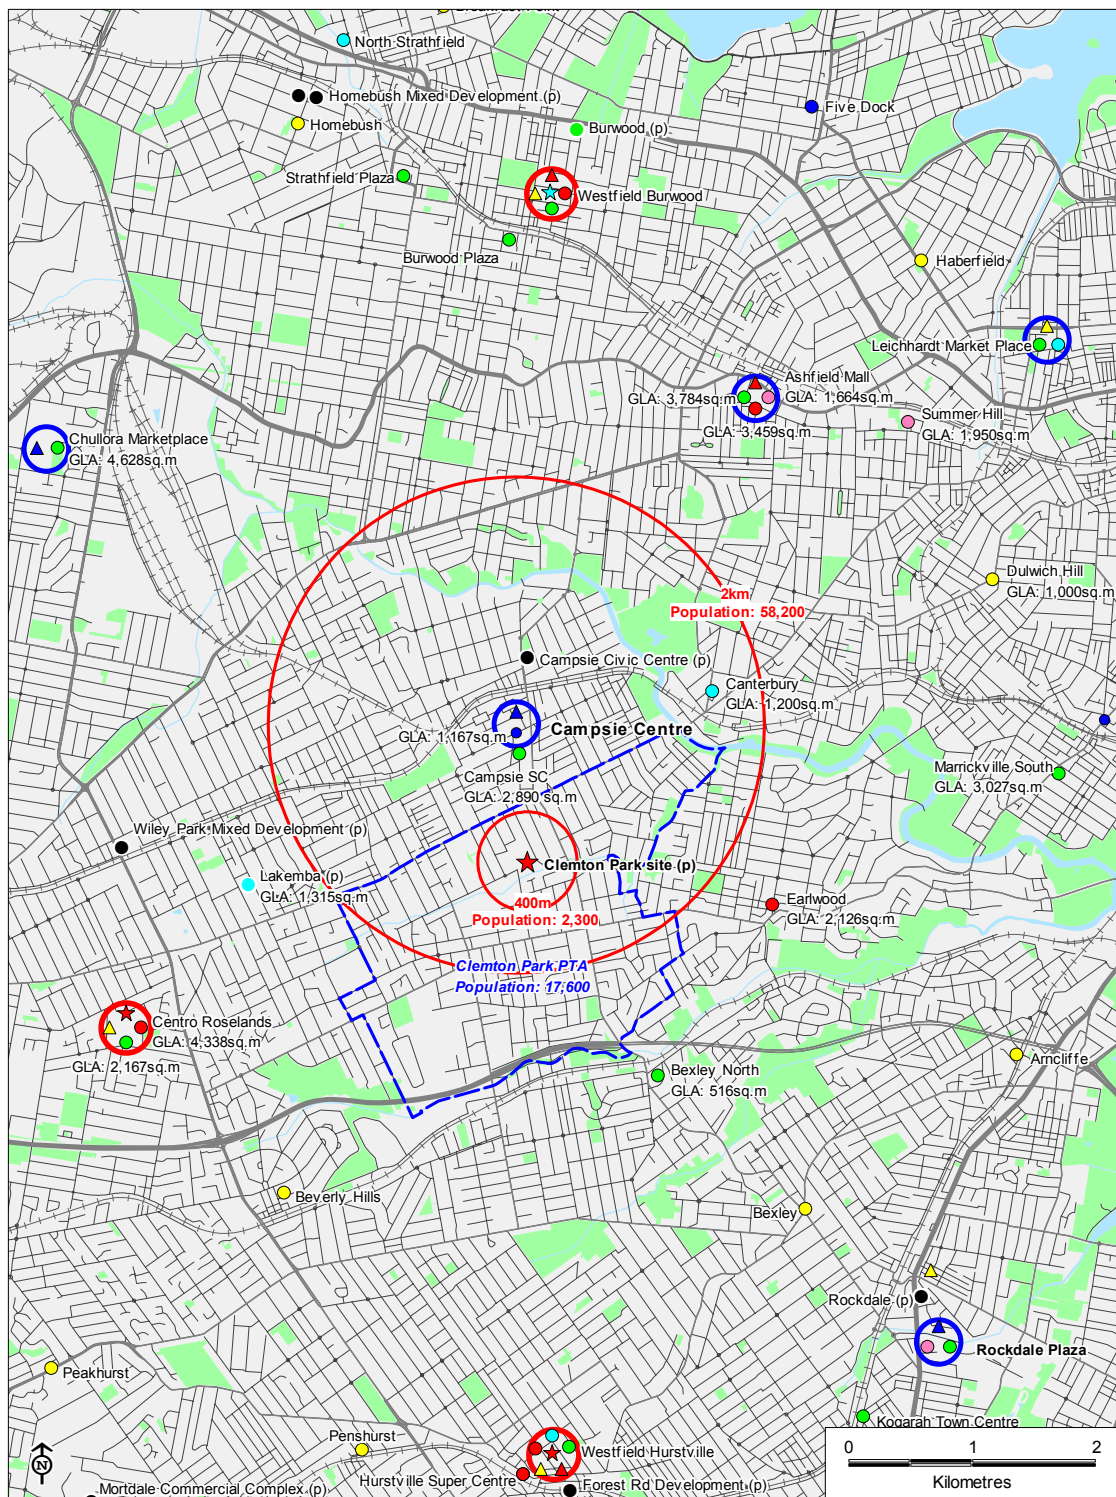 Breakfast Point
North Strathfield
Homebush Mixed Development (p)
Five Dock
Homebush
Burwood (p)
Strathfield Plaza
Westfield Burwood
Burwood Plaza
Haberfield
Leichhardt Market Place
Ashfield Mall
GLA: 3,784sq.m
GLA: 1,664sq.m
Summer Hill
GLA: 3,459sq.m
GLA: 1,950sq.m
Chullora Marketplace
GLA: 4,628sq.m
Dulwich Hill
GLA: 1,000sq.m
2km
Population: 58,200
Campsie Civic Centre (p)
Canterbury
GLA: 1,200sq.m
GLA: 1,167sq.m
Campsie Centre
Marrickville South
GLA: 3,027sq.m
Campsie SC
GLA: 2,890 sq.m
Wiley Park Mixed Development (p)
Clemton Park site (p)
Lakemba (p)
GLA: 1,315sq.m
400m
Population: 2,300
Earlwood
GLA: 2,126sq.m
Clemton Park PTA
Population: 17,600
Centro Roselands
GLA: 4,338sq.m
GLA: 2,167sq.m
Arncliffe
Bexley North
GLA: 516sq.m
Beverly Hills
Bexley
Rockdale (p)
Rockdale Plaza
Peakhurst
Kogarah Town Centre
Penshurst
Westfield Hurstville
Hurstville Super Centre
Forest Rd Development (p)
Mortdale Commercial Complex (p)
N
0 1 2
Kilometres